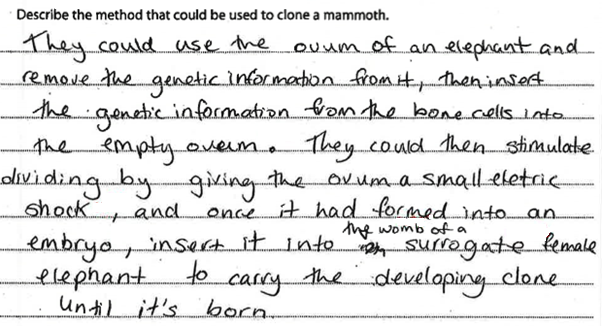 Describe the method that could be used to clone a mammoth.
They could use the ovum of an elephant and
remove the genetic information from it, then insert
the genetic information from the bone cells into
the empty oveum. They could then stimulate
dividing by giving the ovum a small eletric
shock, and once it had formed into an
embryo, insert it into the womb of a surrogate female
elephant to carry the developing clone
until it's born.